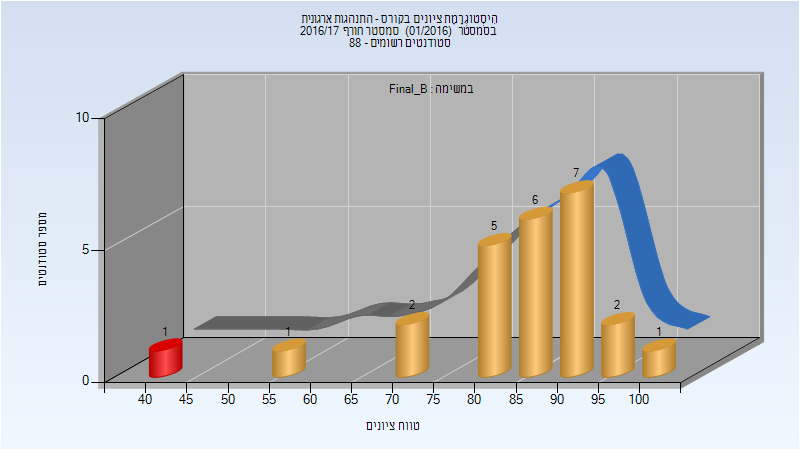 היסטוגרמת ציונים בקורס - התנהגות ארגונית
בסמסטר (01/2016) סמסטר חורף 2016/17
סטודנטים רשומים - 88
במשימה : Final_B
מספר סטודנטים
10
5
0
1
1
2
5
6
7
2
1
40 45 50 55 60 65 70 75 80 85 90 95 100
טווח ציונים